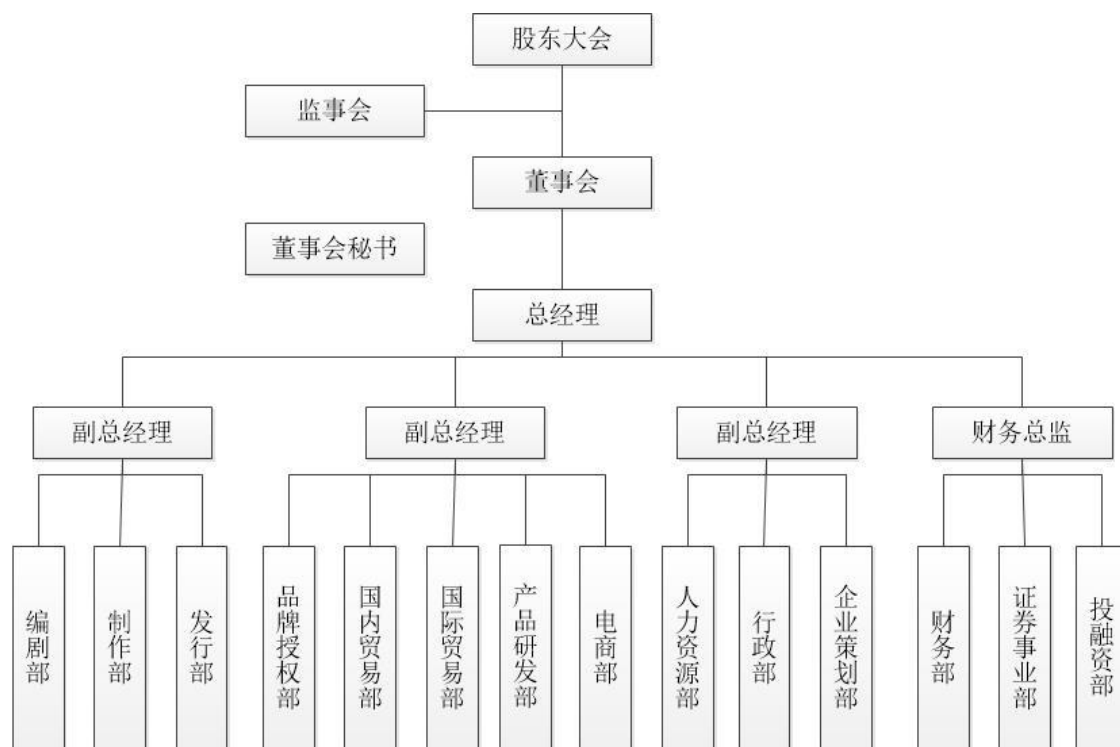 股东大会
监事会
董事会
董事会秘书
总经理
副总经理
副总经理
副总经理
财务总监
编剧部
制作部
发行部
品牌授权部
国内贸易部
国际贸易部
产品研发部
电商部
人力资源部
行政部
企业策划部
财务部
证券事业部
投融资部